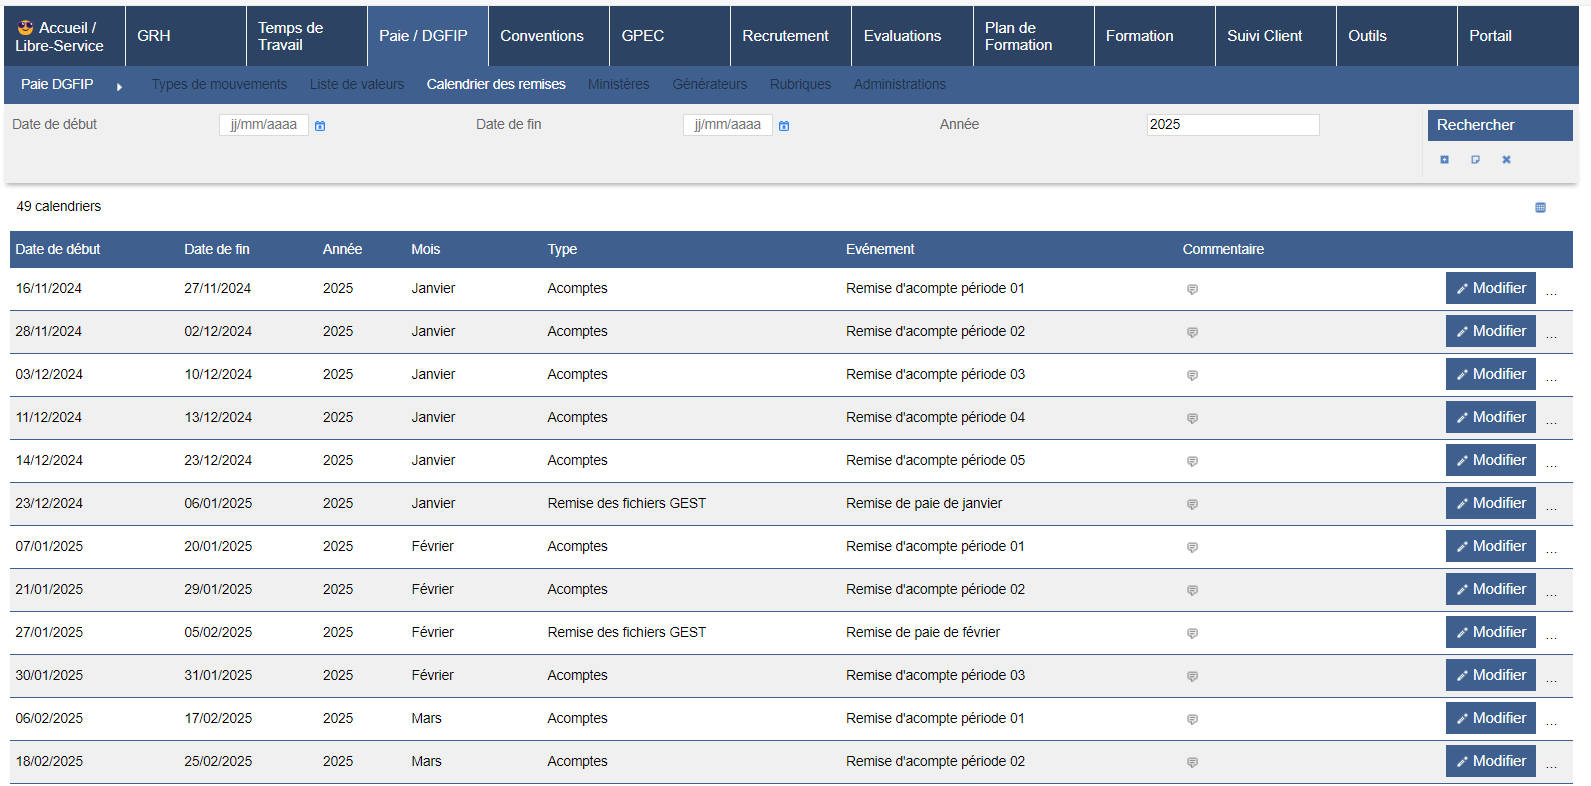 Accueil / Libre-Service GRH Temps de Travail Paie / DGFIP Conventions GPEC Recrutement Evaluations Plan de Formation Formation Suivi Client Outils Portail
Paie DGFIP Types de mouvements Liste de valeurs Calendrier des remises Ministères Générateurs Rubriques Administrations
Date de début jj/mm/aaaa Date de fin jj/mm/aaaa Année 2025 Rechercher
49 calendriers
Date de début Date de fin Année Mois Type Evénement Commentaire
16/11/2024 27/11/2024 2025 Janvier Acomptes Remise d'acompte période 01 Modifier ...
28/11/2024 02/12/2024 2025 Janvier Acomptes Remise d'acompte période 02 Modifier ...
03/12/2024 10/12/2024 2025 Janvier Acomptes Remise d'acompte période 03 Modifier ...
11/12/2024 13/12/2024 2025 Janvier Acomptes Remise d'acompte période 04 Modifier ...
14/12/2024 23/12/2024 2025 Janvier Acomptes Remise d'acompte période 05 Modifier ...
23/12/2024 06/01/2025 2025 Janvier Remise des fichiers GEST Remise de paie de janvier Modifier ...
07/01/2025 20/01/2025 2025 Février Acomptes Remise d'acompte période 01 Modifier ...
21/01/2025 29/01/2025 2025 Février Acomptes Remise d'acompte période 02 Modifier ...
27/01/2025 05/02/2025 2025 Février Remise des fichiers GEST Remise de paie de février Modifier ...
30/01/2025 31/01/2025 2025 Février Acomptes Remise d'acompte période 03 Modifier ...
06/02/2025 17/02/2025 2025 Mars Acomptes Remise d'acompte période 01 Modifier ...
18/02/2025 25/02/2025 2025 Mars Acomptes Remise d'acompte période 02 Modifier ...